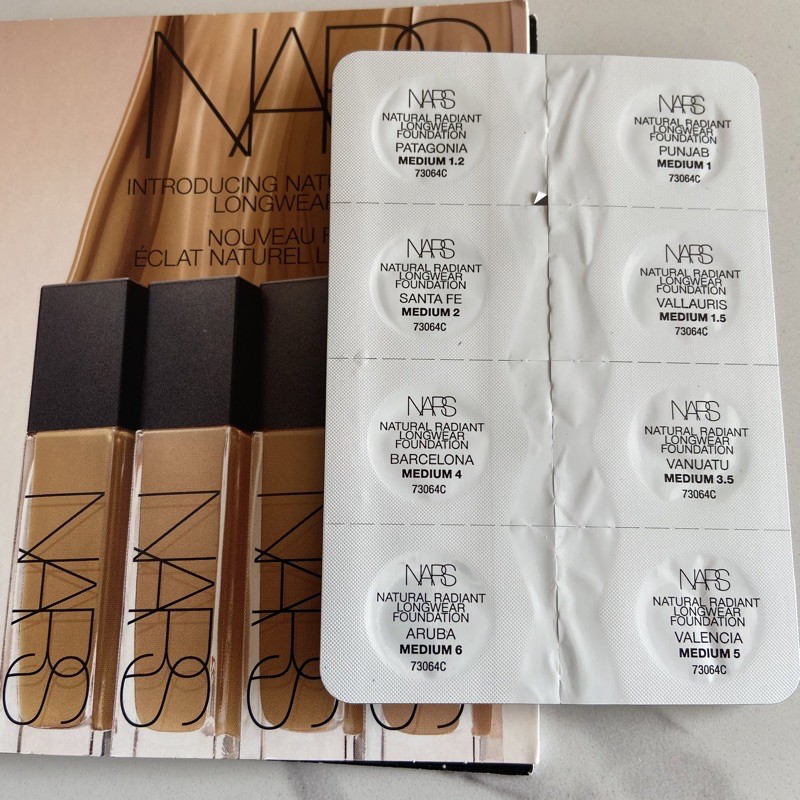 NARS
INTRODUCING
LONGWEAR
NOUVEAU
ÉCLAT NATUREL
NARS
NARS
NARS
NARS
NATURAL RADIANT
LONGWEAR
FOUNDATION
PATAGONIA
MEDIUM 1.2
73064C
NARS
NATURAL RADIANT
LONGWEAR
FOUNDATION
PUNJAB
MEDIUM 1
73064C
NARS
NATURAL RADIANT
LONGWEAR
FOUNDATION
SANTA FE
MEDIUM 2
73064C
NARS
NATURAL RADIANT
LONGWEAR
FOUNDATION
VALLAURIS
MEDIUM 1.5
73064C
NARS
NATURAL RADIANT
LONGWEAR
FOUNDATION
BARCELONA
MEDIUM 4
73064C
NARS
NATURAL RADIANT
LONGWEAR
FOUNDATION
VANUATU
MEDIUM 3.5
73064C
NARS
NATURAL RADIANT
LONGWEAR
FOUNDATION
ARUBA
MEDIUM 6
73064C
NARS
NATURAL RADIANT
LONGWEAR
FOUNDATION
VALENCIA
MEDIUM 5
73064C